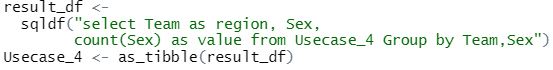 result_df <-
sqldf("select Team as region, Sex,
count(Sex) as value from Usecase_4 Group by Team,Sex")
Usecase_4 <- as_tibble(result_df)